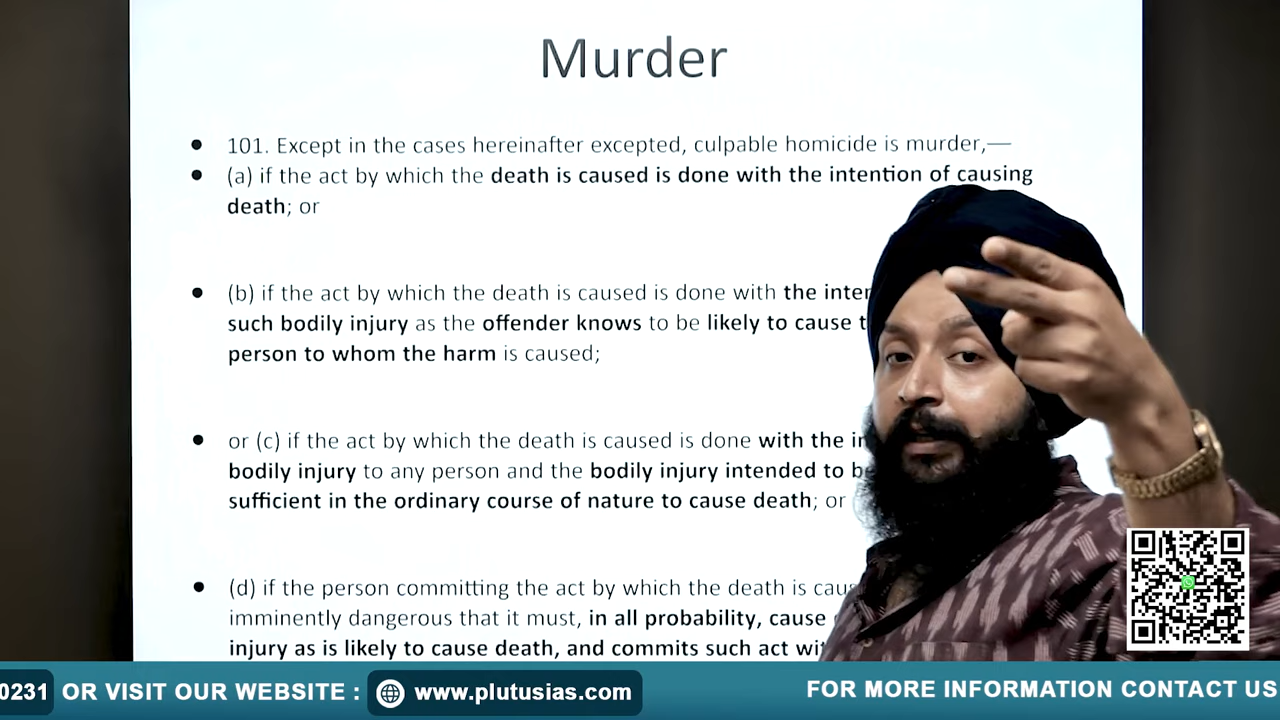 Murder
• 101. Except in the cases hereinafter excepted, culpable homicide is murder,—
• (a) if the act by which the death is caused is done with the intention of causing
death; or
• (b) if the act by which the death is caused is done with the
such bodily injury as the offender knows to be likely to cause
person to whom the harm is caused;
• or (c) if the act by which the death is caused is done with the
bodily injury to any person and the bodily injury intended to
sufficient in the ordinary course of nature to cause death; or
• (d) if the person committing the act by which the death is
imminently dangerous that it must, in all probability, cause
injury as is likely to cause death, and commits such act
0231 OR VISIT OUR WEBSITE : www.plutusias.com FOR MORE INFORMATION CONTACT US